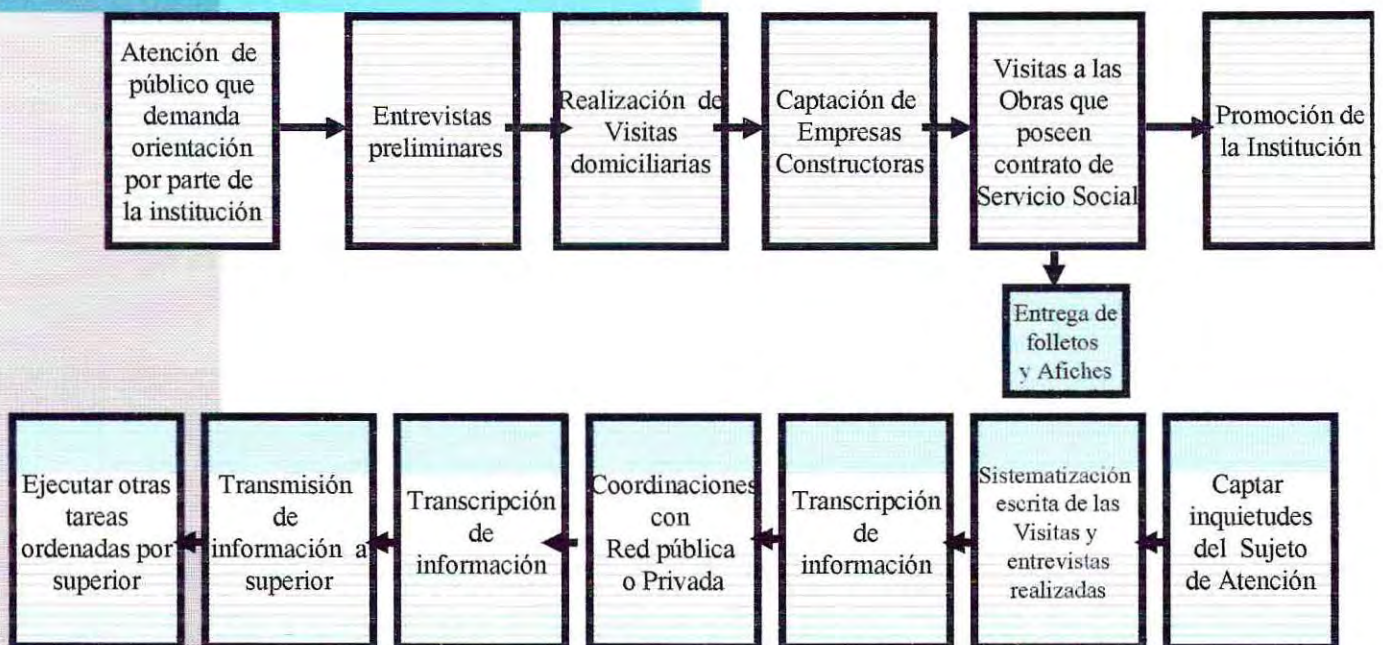 Atención de
público que
demanda
orientación
por parte de
la institución
Entrevistas
preliminares
Realización de
Visitas
domiciliarias
Captación de
Empresas
Constructoras
Visitas a las
Obras que
poseen
contrato de
Servicio Social
Promoción de
la Institución
Entrega de
folletos
y Afiches
Ejecutar otras
tareas
ordenadas por
superior
Transmisión
de
información a
superior
Transcripción
de
información
Coordinaciones
con
Red pública
o Privada
Transcripción
de
información
Sistematización
escrita de las
Visitas y
entrevistas
realizadas
Captar
inquietudes
del Sujeto
de Atención